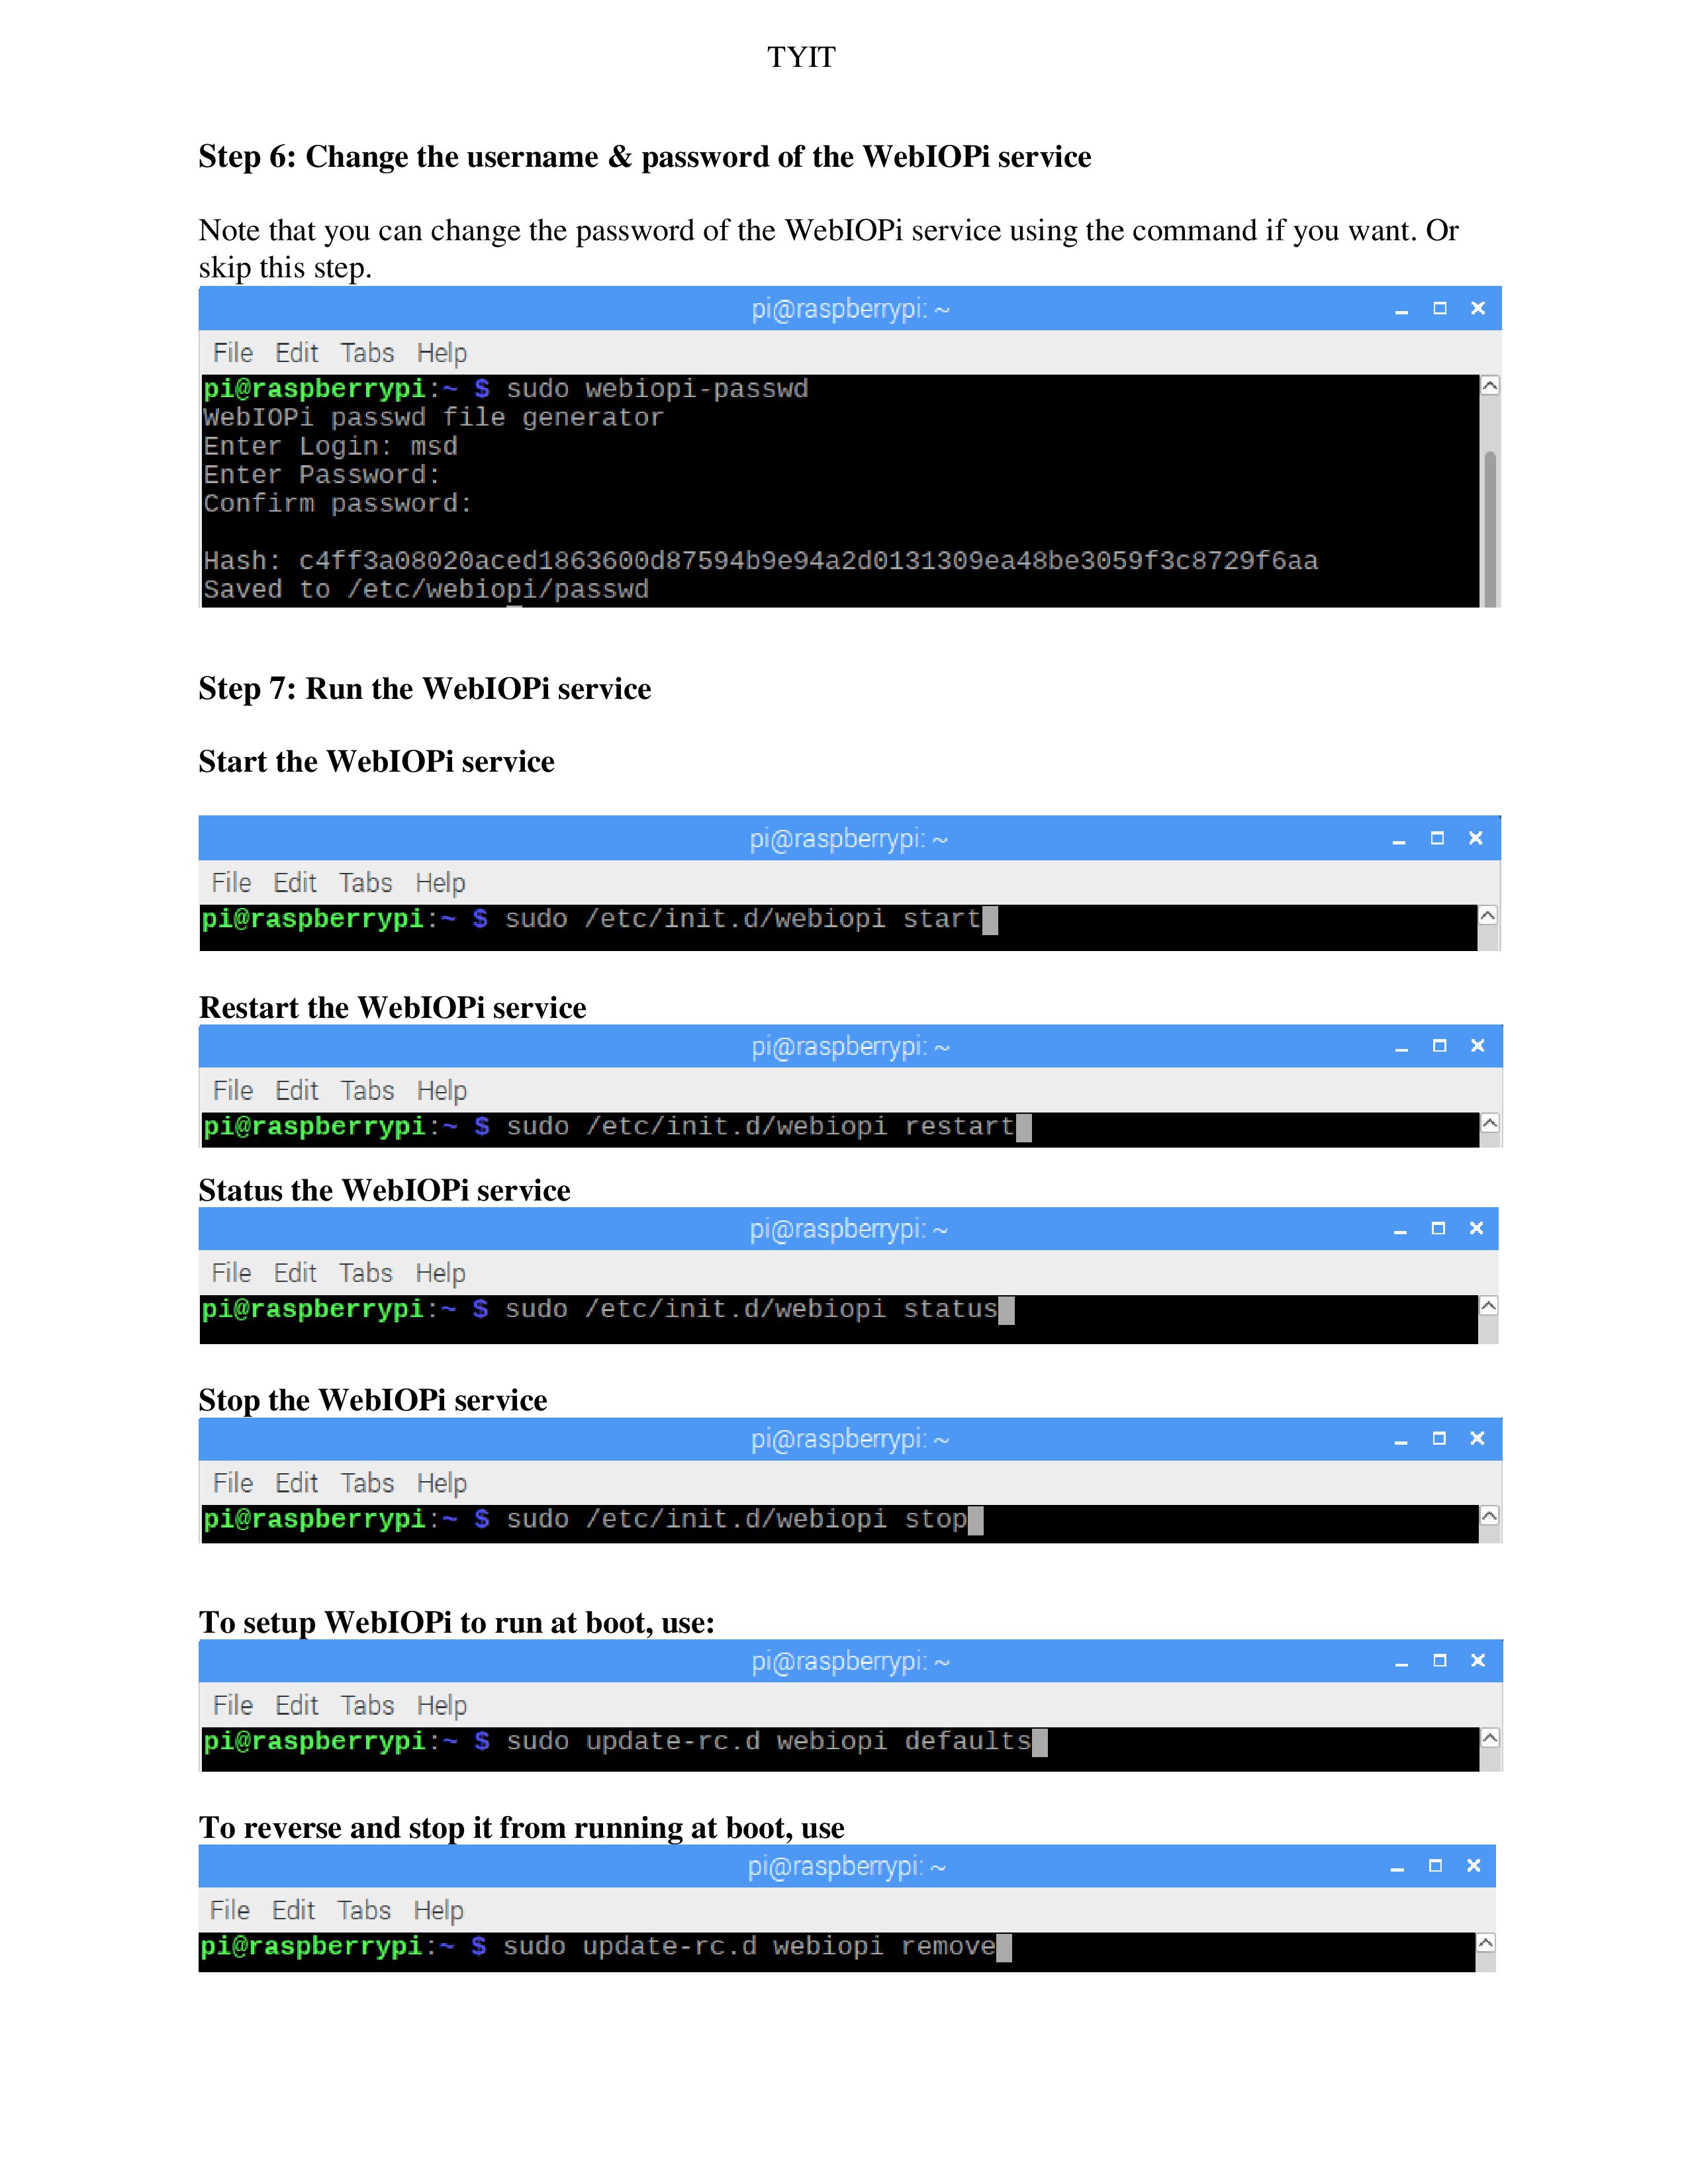 TYIT
Step 6: Change the username & password of the WebIOPi service
Note that you can change the password of the WebIOPi service using the command if you want. Or
skip this step.
pi@raspberrypi: ~
File Edit Tabs Help
pi@raspberrypi:~ $ sudo webiopi-passwd
WebIOPi passwd file generator
Enter Login: msd
Enter Password:
Confirm password:
Hash: c4ff3a08020aced1863600d87594b9e94a2d0131309ea48be3059f3c8729f6aa
Saved to /etc/webiopi/passwd
Step 7: Run the WebIOPi service
Start the WebIOPi service
pi@raspberrypi: ~
File Edit Tabs Help
pi@raspberrypi:~ $ sudo /etc/init.d/webiopi start
Restart the WebIOPi service
pi@raspberrypi: ~
File Edit Tabs Help
pi@raspberrypi:~ $ sudo /etc/init.d/webiopi restart
Status the WebIOPi service
pi@raspberrypi: ~
File Edit Tabs Help
pi@raspberrypi:~ $ sudo /etc/init.d/webiopi status
Stop the WebIOPi service
pi@raspberrypi: ~
File Edit Tabs Help
pi@raspberrypi:~ $ sudo /etc/init.d/webiopi stop
To setup WebIOPi to run at boot, use:
pi@raspberrypi: ~
File Edit Tabs Help
pi@raspberrypi:~ $ sudo update-rc.d webiopi defaults
To reverse and stop it from running at boot, use
pi@raspberrypi: ~
File Edit Tabs Help
pi@raspberrypi:~ $ sudo update-rc.d webiopi remove